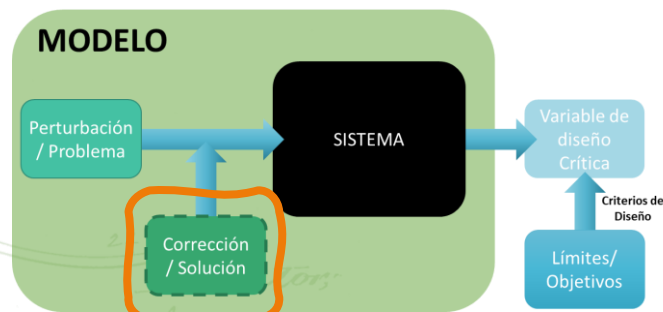 MODELO
Perturbación
/ Problema
SISTEMA
Variable de
diseño
Crítica
Corrección
/ Solución
Criterios de
Diseño
Límites/
Objetivos